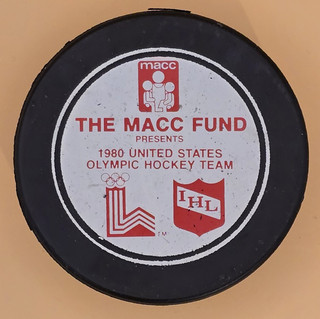 macc
THE MACC FUND
PRESENTS
1980 UNITED STATES
OLYMPIC HOCKEY TEAM
TM
IHL